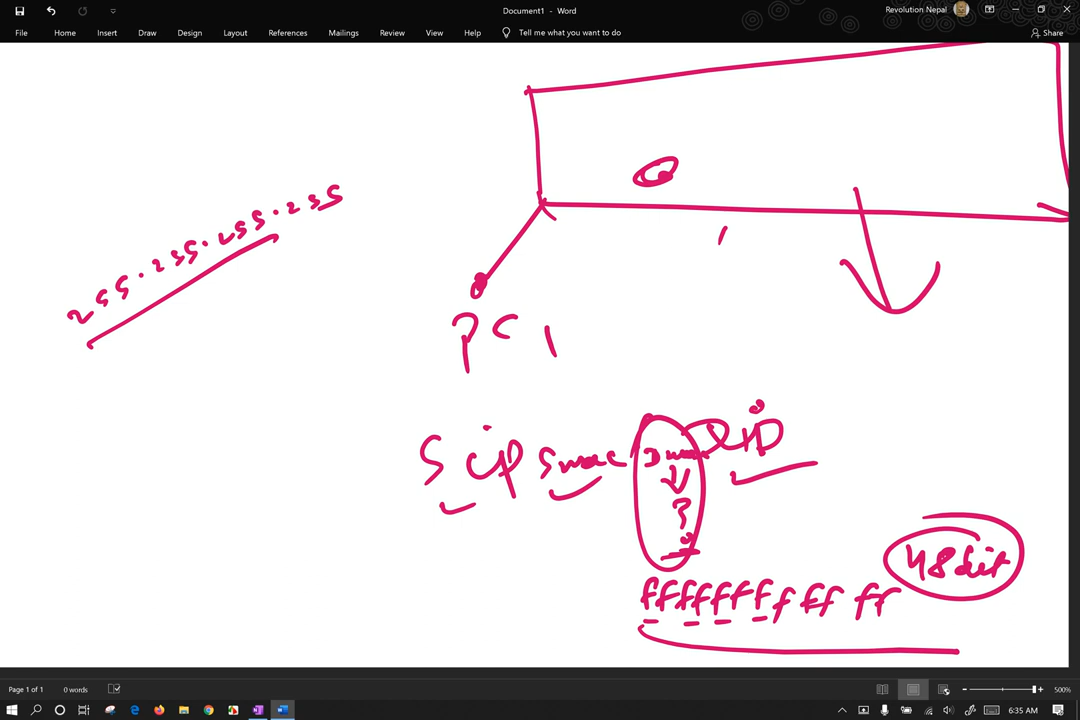 Document1 - Word
Revolution Nepal
File Home Insert Draw Design Layout References Mailings Review View Help Tell me what you want to do
Share
255.255.255.255
PC 1
S ip Smac Dmac DIP
?
48 bit
ffffffffffff
Page 1 of 1 0 words
500%
6:35 AM